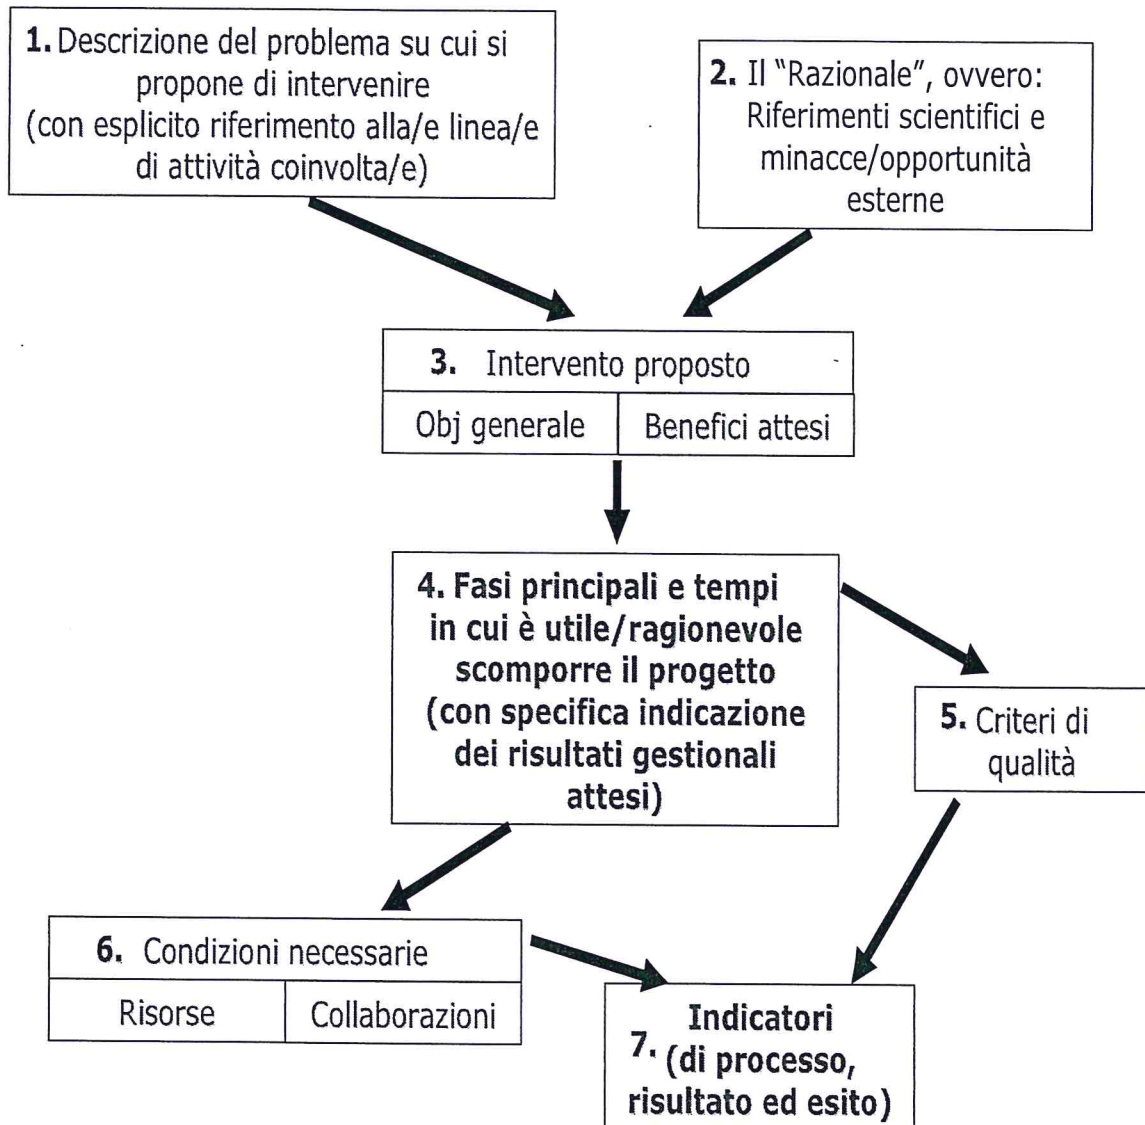 1. Descrizione del problema su cui si
propone di intervenire
(con esplicito riferimento alla/e linea/e
di attività coinvolta/e)
2. Il "Razionale", ovvero:
Riferimenti scientifici e
minacce/opportunità
esterne
3. Intervento proposto
Obj generale
Benefici attesi
4. Fasi principali e tempi
in cui è utile/ragionevole
scomporre il progetto
(con specifica indicazione
dei risultati gestionali
attesi)
5. Criteri di
qualità
6. Condizioni necessarie
Risorse
Collaborazioni
Indicatori
7. (di processo,
risultato ed esito)